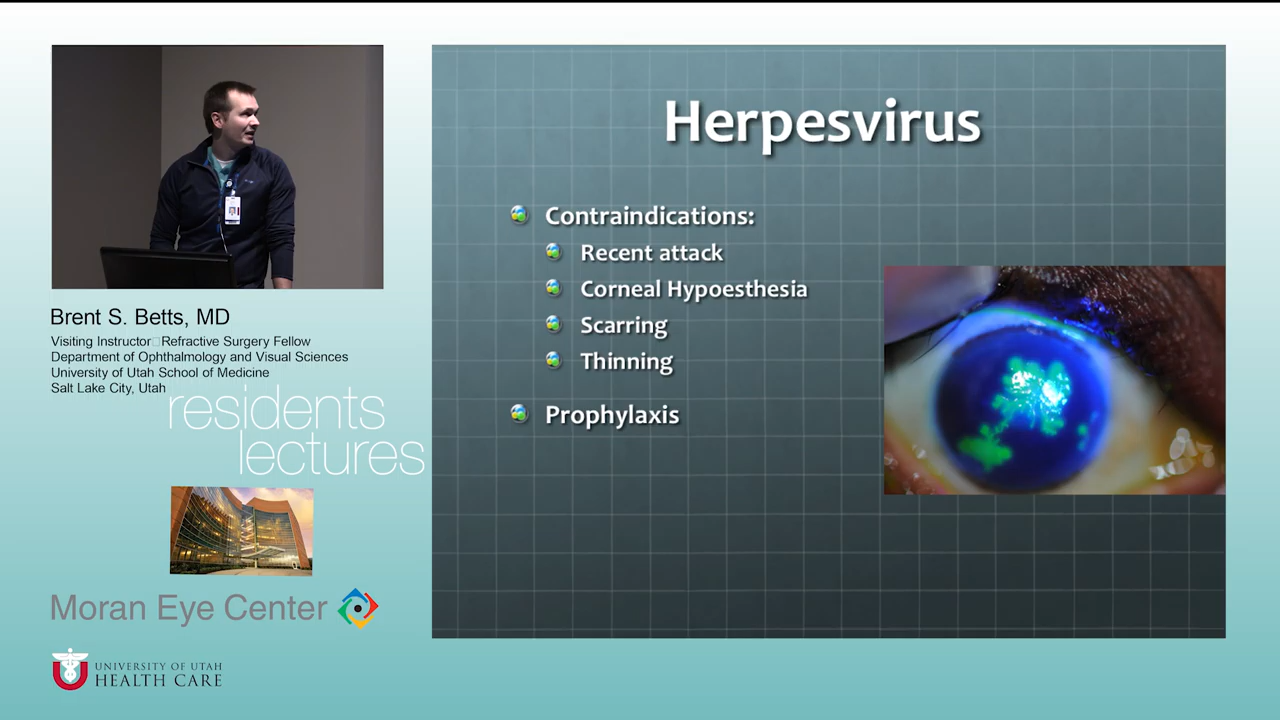 Brent S. Betts, MD
Visiting Instructor□Refractive Surgery Fellow
Department of Ophthalmology and Visual Sciences
University of Utah School of Medicine
Salt Lake City, Utah
residents
lectures
Moran Eye Center
U
UNIVERSITY OF UTAH
HEALTH CARE
Herpesvirus
Contraindications:
Recent attack
Corneal Hypoesthesia
Scarring
Thinning
Prophylaxis